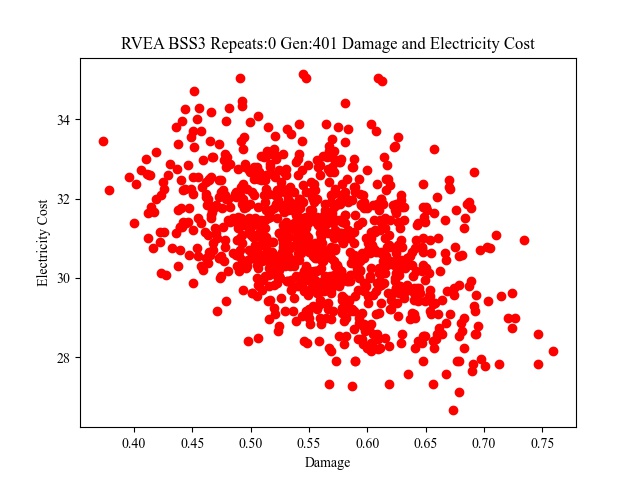 RVEA BSS3 Repeats:0 Gen:401 Damage and Electricity Cost
34
32
30
28
Electricity Cost
0.40 0.45 0.50 0.55 0.60 0.65 0.70 0.75
Damage